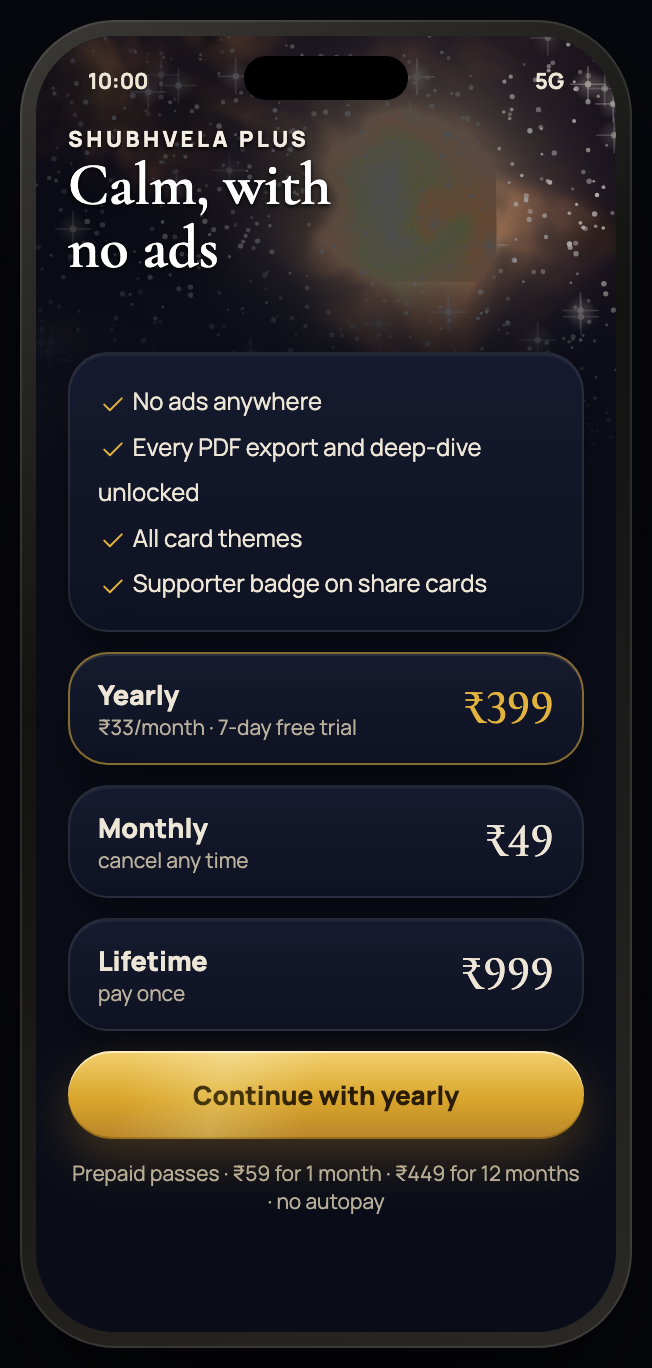 10:00
5G
SHUBHVELA PLUS
Calm, with
no ads
✓ No ads anywhere
✓ Every PDF export and deep-dive
unlocked
✓ All card themes
✓ Supporter badge on share cards
Yearly
₹33/month · 7-day free trial
₹399
Monthly
cancel any time
₹49
Lifetime
pay once
₹999
Continue with yearly
Prepaid passes · ₹59 for 1 month · ₹449 for 12 months
· no autopay